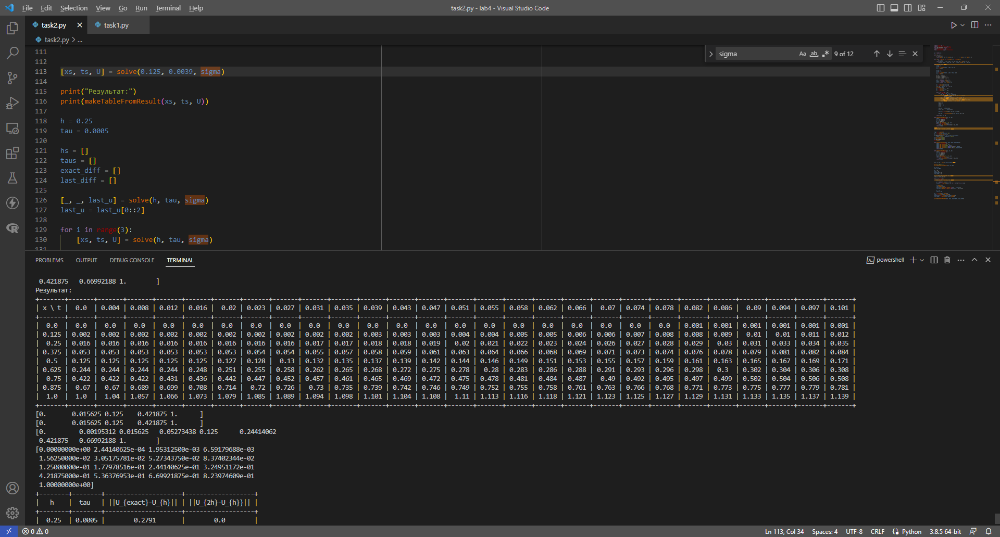 File Edit Selection View Go Run Terminal Help
task2.py - lab4 - Visual Studio Code
task2.py task1.py
task2.py > ...
sigma Aa ab .* 9 of 12
111
112
113 [xs, ts, U] = solve(0.125, 0.0039, sigma)
114
115 print("Результат:")
116 print(makeTableFromResult(xs, ts, U))
117
118 h = 0.25
119 tau = 0.0005
120
121 hs = []
122 taus = []
123 exact_diff = []
124 last_diff = []
125
126 [_, _, last_u] = solve(h, tau, sigma)
127 last_u = last_u[0::2]
128
129 for i in range(3):
130 [xs, ts, U] = solve(h, tau, sigma)
131
PROBLEMS OUTPUT DEBUG CONSOLE TERMINAL
powershell
0.421875 0.66992188 1. ]
Результат:
+-------+-------+-------+-------+-------+-------+-------+-------+-------+-------+-------+-------+-------+-------+-------+-------+-------+-------+-------+-------+-------+-------+-------+-------+-------+-------+-------+-------+
| x \ t | 0.0 | 0.004 | 0.008 | 0.012 | 0.016 | 0.02 | 0.023 | 0.027 | 0.031 | 0.035 | 0.039 | 0.043 | 0.047 | 0.051 | 0.055 | 0.058 | 0.062 | 0.066 | 0.07 | 0.074 | 0.078 | 0.082 | 0.086 | 0.09 | 0.094 | 0.097 | 0.101 |
+-------+-------+-------+-------+-------+-------+-------+-------+-------+-------+-------+-------+-------+-------+-------+-------+-------+-------+-------+-------+-------+-------+-------+-------+-------+-------+-------+-------+
| 0.0 | 0.0 | 0.0 | 0.0 | 0.0 | 0.0 | 0.0 | 0.0 | 0.0 | 0.0 | 0.0 | 0.0 | 0.0 | 0.0 | 0.0 | 0.0 | 0.0 | 0.0 | 0.0 | 0.0 | 0.0 | 0.0 | 0.001 | 0.001 | 0.001 | 0.001 | 0.001 | 0.001 |
| 0.125 | 0.002 | 0.002 | 0.002 | 0.002 | 0.002 | 0.002 | 0.002 | 0.002 | 0.002 | 0.003 | 0.003 | 0.003 | 0.004 | 0.004 | 0.005 | 0.005 | 0.006 | 0.006 | 0.007 | 0.008 | 0.008 | 0.009 | 0.01 | 0.01 | 0.011 | 0.012 |
| 0.25 | 0.016 | 0.016 | 0.016 | 0.016 | 0.016 | 0.016 | 0.016 | 0.016 | 0.017 | 0.017 | 0.018 | 0.018 | 0.019 | 0.02 | 0.021 | 0.022 | 0.023 | 0.024 | 0.026 | 0.027 | 0.028 | 0.029 | 0.03 | 0.031 | 0.033 | 0.034 | 0.035 |
| 0.375 | 0.053 | 0.053 | 0.053 | 0.053 | 0.053 | 0.053 | 0.054 | 0.054 | 0.055 | 0.057 | 0.058 | 0.059 | 0.061 | 0.063 | 0.064 | 0.066 | 0.068 | 0.069 | 0.071 | 0.073 | 0.074 | 0.076 | 0.078 | 0.079 | 0.081 | 0.082 | 0.084 |
| 0.5 | 0.125 | 0.125 | 0.125 | 0.125 | 0.125 | 0.127 | 0.128 | 0.13 | 0.132 | 0.135 | 0.137 | 0.139 | 0.142 | 0.144 | 0.146 | 0.149 | 0.151 | 0.153 | 0.155 | 0.157 | 0.159 | 0.161 | 0.163 | 0.165 | 0.167 | 0.169 | 0.171 |
| 0.625 | 0.244 | 0.244 | 0.244 | 0.244 | 0.248 | 0.251 | 0.255 | 0.258 | 0.262 | 0.265 | 0.268 | 0.272 | 0.275 | 0.278 | 0.28 | 0.283 | 0.286 | 0.288 | 0.291 | 0.293 | 0.296 | 0.298 | 0.3 | 0.302 | 0.304 | 0.306 | 0.308 |
| 0.75 | 0.422 | 0.422 | 0.422 | 0.431 | 0.436 | 0.442 | 0.447 | 0.452 | 0.457 | 0.461 | 0.465 | 0.469 | 0.472 | 0.475 | 0.478 | 0.481 | 0.484 | 0.487 | 0.49 | 0.492 | 0.495 | 0.497 | 0.499 | 0.502 | 0.504 | 0.506 | 0.508 |
| 0.875 | 0.67 | 0.67 | 0.689 | 0.699 | 0.708 | 0.714 | 0.72 | 0.726 | 0.73 | 0.735 | 0.739 | 0.742 | 0.746 | 0.749 | 0.752 | 0.755 | 0.758 | 0.761 | 0.763 | 0.766 | 0.768 | 0.771 | 0.773 | 0.775 | 0.777 | 0.779 | 0.781 |
| 1.0 | 1.0 | 1.04 | 1.057 | 1.066 | 1.073 | 1.079 | 1.085 | 1.089 | 1.094 | 1.098 | 1.101 | 1.104 | 1.108 | 1.11 | 1.113 | 1.116 | 1.118 | 1.121 | 1.123 | 1.125 | 1.127 | 1.129 | 1.131 | 1.133 | 1.135 | 1.137 | 1.139 |
+-------+-------+-------+-------+-------+-------+-------+-------+-------+-------+-------+-------+-------+-------+-------+-------+-------+-------+-------+-------+-------+-------+-------+-------+-------+-------+-------+-------+
[0. 0.015625 0.125 0.421875 1. ]
[0. 0.015625 0.125 0.421875 1. ]
[0. 0.00195312 0.015625 0.05273438 0.125 0.24414062
0.421875 0.66992188 1. ]
[0.00000000e+00 2.44140625e-04 1.95312500e-03 6.59179688e-03
1.56250000e-02 3.05175781e-02 5.27343750e-02 8.37402344e-02
1.25000000e-01 1.77978516e-01 2.44140625e-01 3.24951172e-01
4.21875000e-01 5.36376953e-01 6.69921875e-01 8.23974609e-01
1.00000000e+00]
+--------+--------+-------------------+------------------+
| h | tau | ||U_{exact}-U_{h}|| | ||U_{2h}-U_{h}}|| |
+--------+--------+-------------------+------------------+
| 0.25 | 0.0005 | 0.2791 | 0.0 |
0 0 Ln 113, Col 34 Spaces: 4 UTF-8 CRLF Python 3.8.5 64-bit